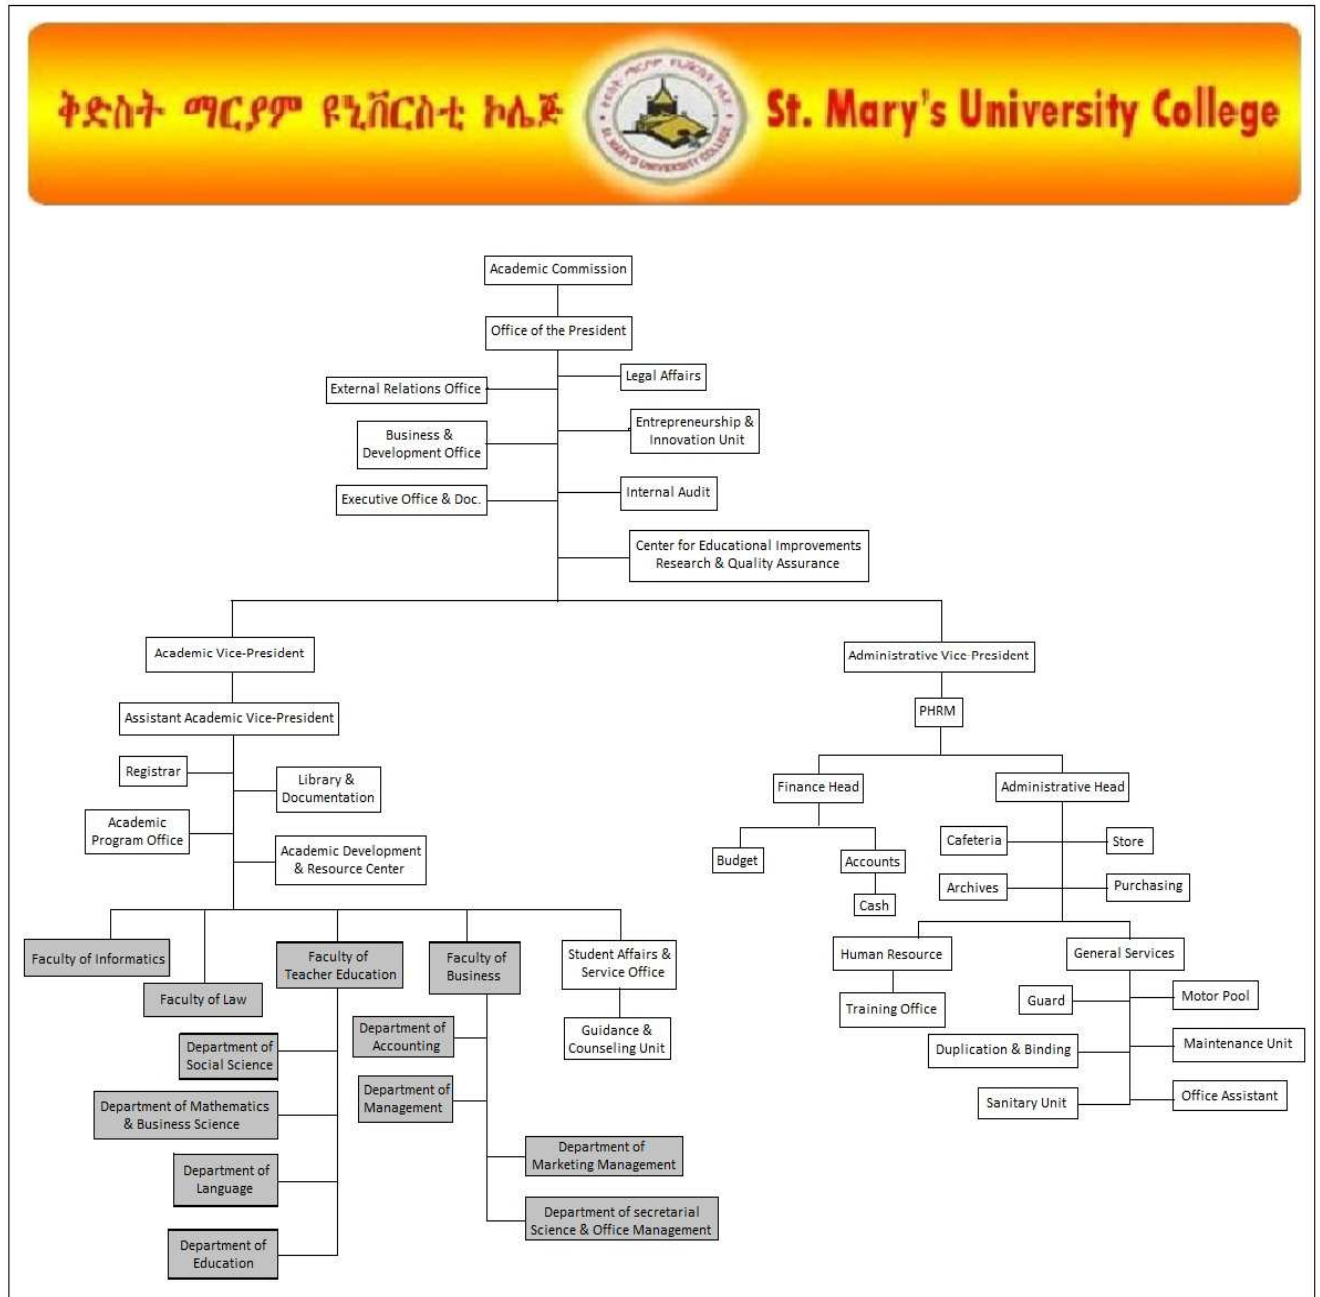 ቅድስት ማርያም ዩኒቨርስቲ ኮሌጅ
St. Mary's University College
ST. MARY'S UNIVERSITY COLLEGE
Academic Commission
Office of the President
Legal Affairs
External Relations Office
Entrepreneurship &
Innovation Unit
Business &
Development Office
Internal Audit
Executive Office & Doc.
Center for Educational Improvements
Research & Quality Assurance
Academic Vice-President
Administrative Vice-President
Assistant Academic Vice-President
PHRM
Registrar
Library &
Documentation
Finance Head
Administrative Head
Academic
Program Office
Academic Development
& Resource Center
Budget
Accounts
Cash
Cafeteria
Store
Archives
Purchasing
Faculty of Informatics
Faculty of Law
Faculty of
Teacher Education
Faculty of
Business
Student Affairs &
Service Office
Human Resource
General Services
Guidance &
Counseling Unit
Training Office
Guard
Motor Pool
Department of
Social Science
Department of
Accounting
Duplication & Binding
Maintenance Unit
Department of Mathematics
& Business Science
Department of
Management
Sanitary Unit
Office Assistant
Department of
Language
Department of
Marketing Management
Department of
Education
Department of secretarial
Science & Office Management